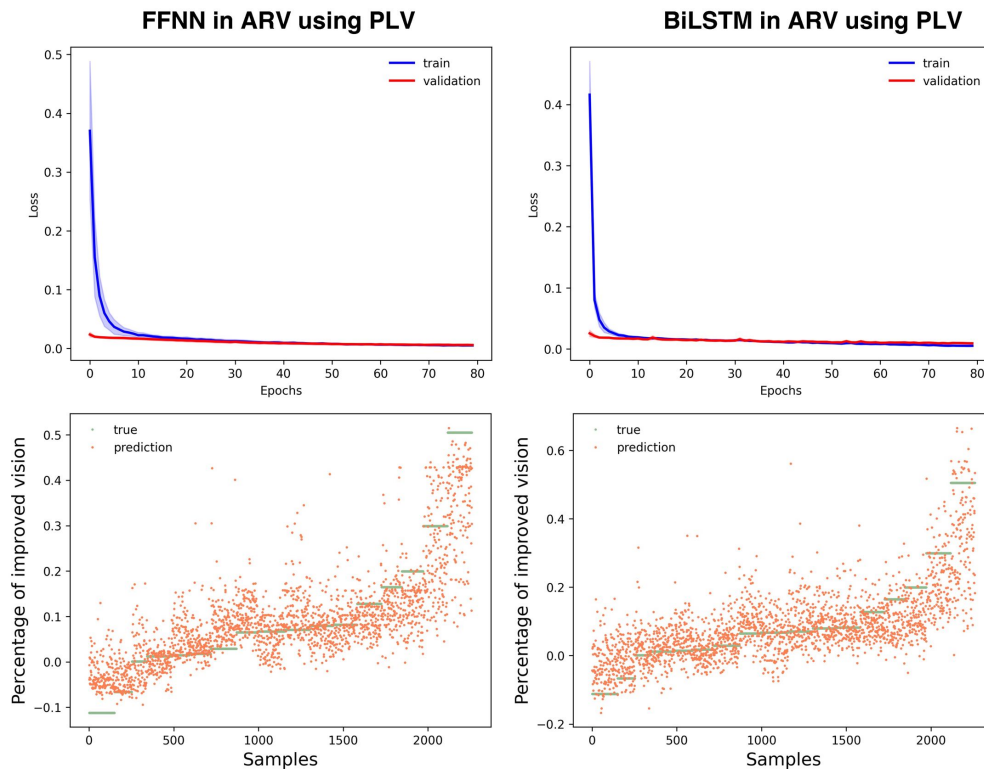 FFNN in ARV using PLV
BiLSTM in ARV using PLV
0.5
0.4
0.3
0.2
0.1
0.0
Loss
train
validation
0 10 20 30 40 50 60 70 80
Epochs
0.4
0.3
0.2
0.1
0.0
Loss
train
validation
0 10 20 30 40 50 60 70 80
Epochs
0.5
0.4
0.3
0.2
0.1
0.0
−0.1
Percentage of improved vision
true
prediction
0 500 1000 1500 2000
Samples
0.6
0.4
0.2
0.0
−0.2
Percentage of improved vision
true
prediction
0 500 1000 1500 2000
Samples